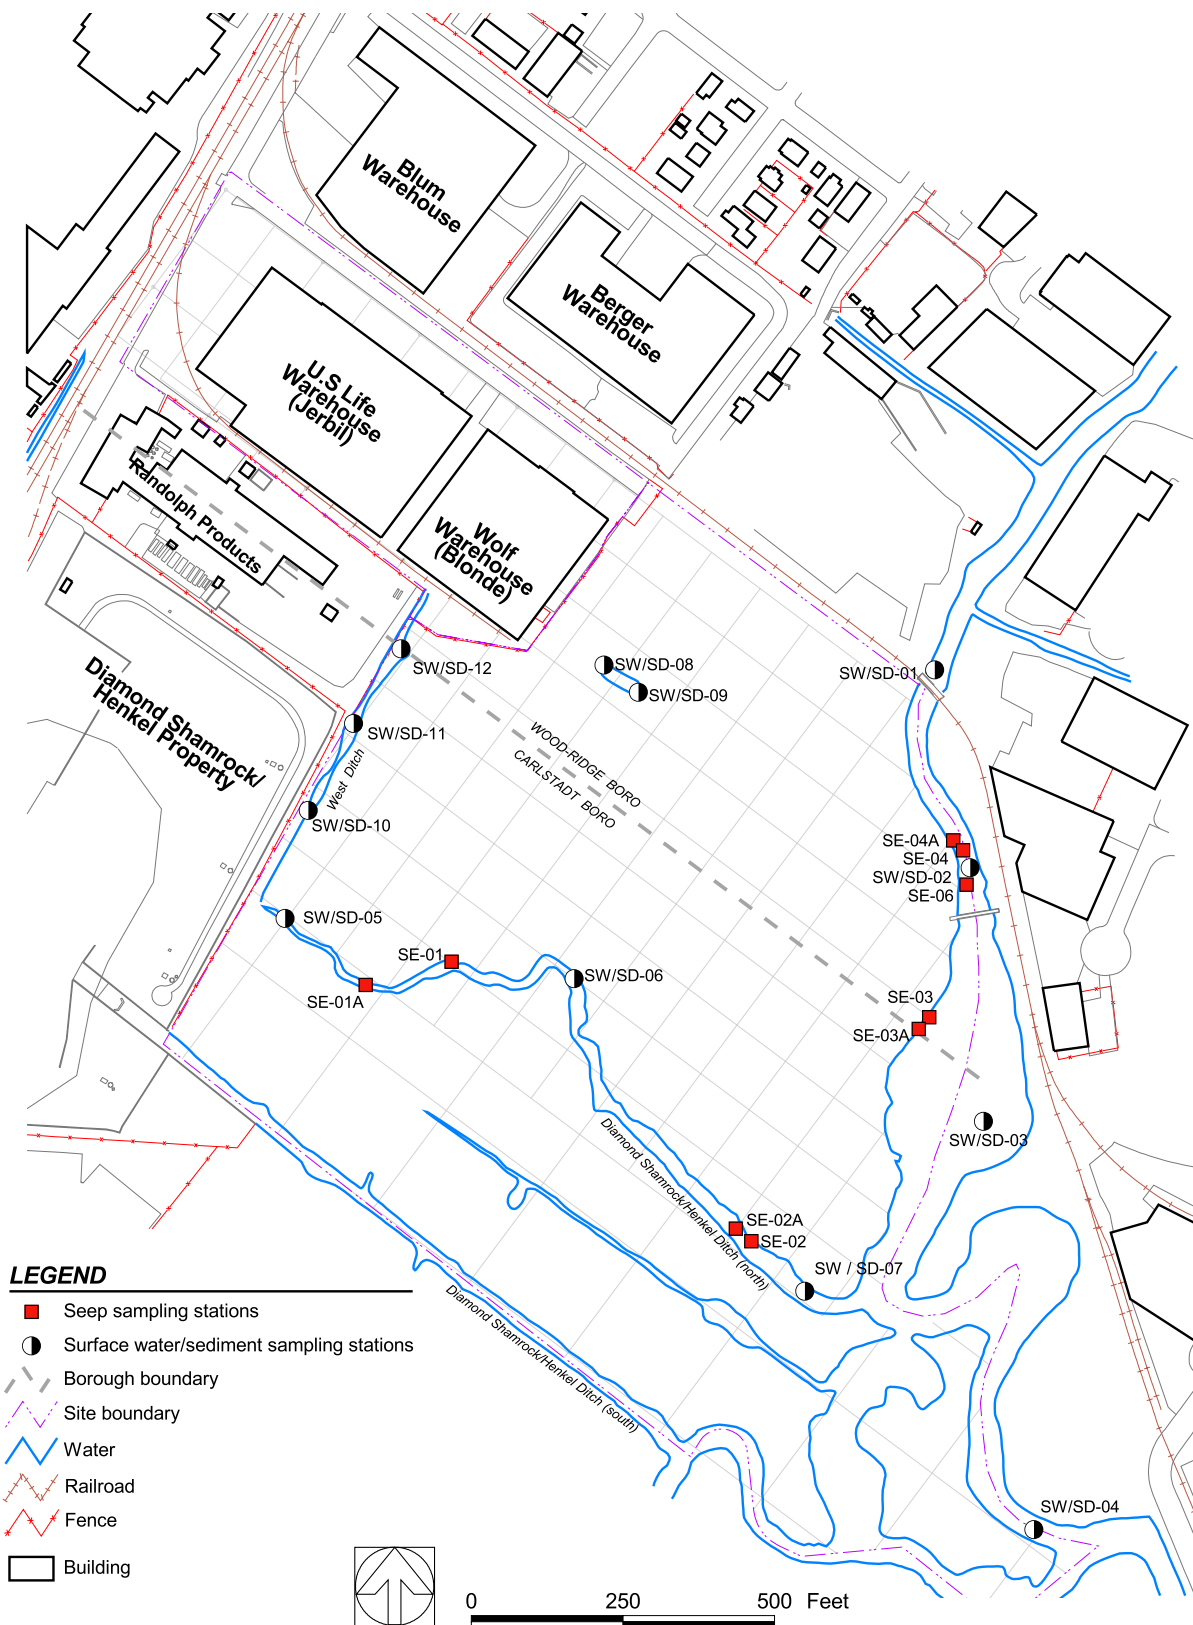 Blum
Warehouse
Berger
Warehouse
U.S Life
Warehouse
(Jerbil)
Wolf
Warehouse
(Blonde)
Randolph Products
Diamond Shamrock/
Henkel Property
SW/SD-12
SW/SD-08
SW/SD-09
SW/SD-01
SW/SD-11
West Ditch
WOOD-RIDGE BORO
CARLSTADT BORO
SW/SD-10
SE-04A
SE-04
SW/SD-02
SE-06
SW/SD-05
SE-01
SW/SD-06
SE-01A
SE-03
SE-03A
SW/SD-03
Diamond Shamrock/Henkel Ditch (north)
SE-02A
SE-02
SW / SD-07
Diamond Shamrock/Henkel Ditch (south)
SW/SD-04
LEGEND
Seep sampling stations
Surface water/sediment sampling stations
Borough boundary
Site boundary
Water
Railroad
Fence
Building
0 250 500 Feet